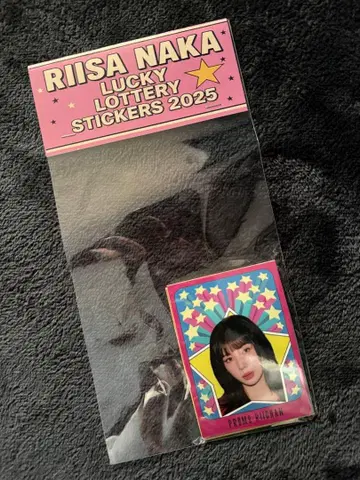 RIISA NAKA
LUCKY
LOTTERY
STICKERS 2025